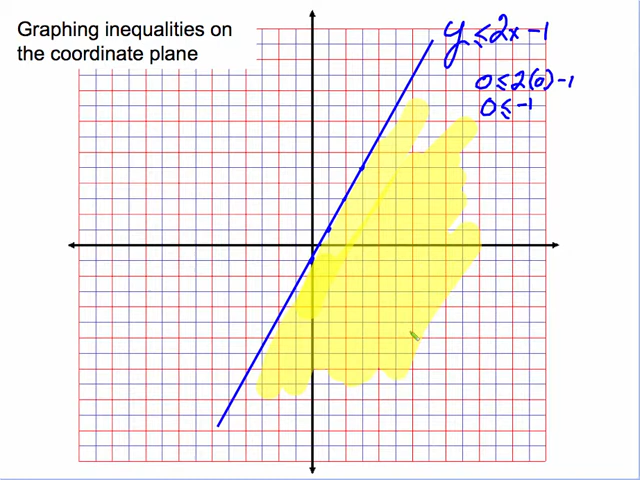 Graphing inequalities on
the coordinate plane
y ≤ 2x - 1
0 ≤ 2(0) - 1
0 ≤ -1